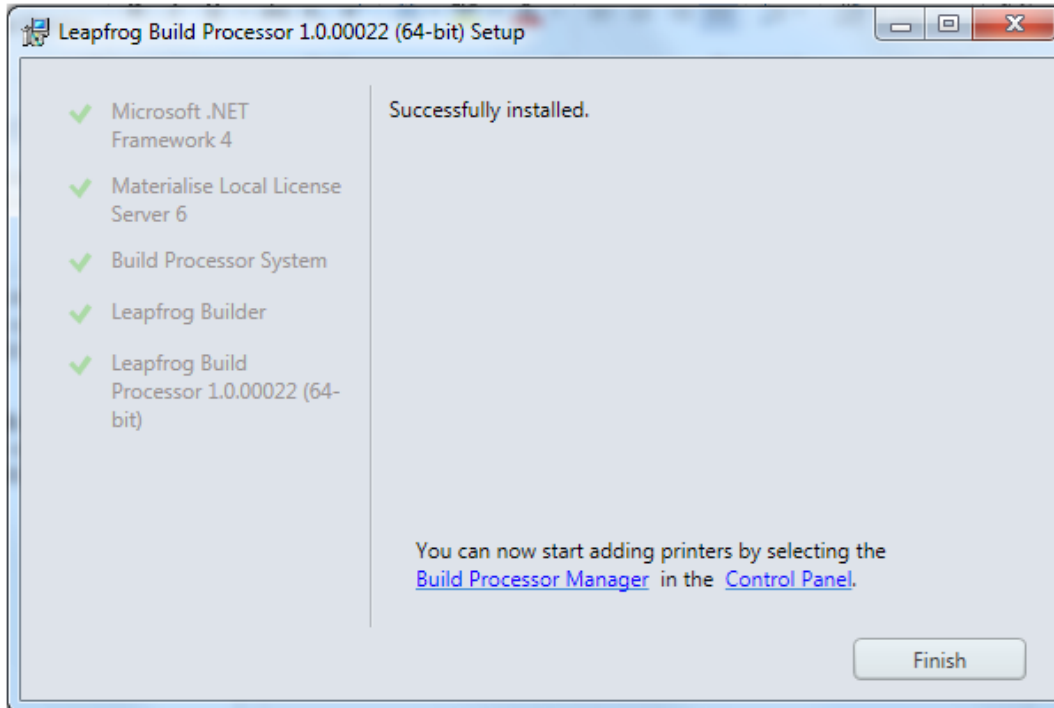 Leapfrog Build Processor 1.0.00022 (64-bit) Setup
Microsoft .NET
Framework 4
Materialise Local License
Server 6
Build Processor System
Leapfrog Builder
Leapfrog Build
Processor 1.0.00022 (64-
bit)
Successfully installed.
You can now start adding printers by selecting the
Build Processor Manager in the Control Panel.
Finish